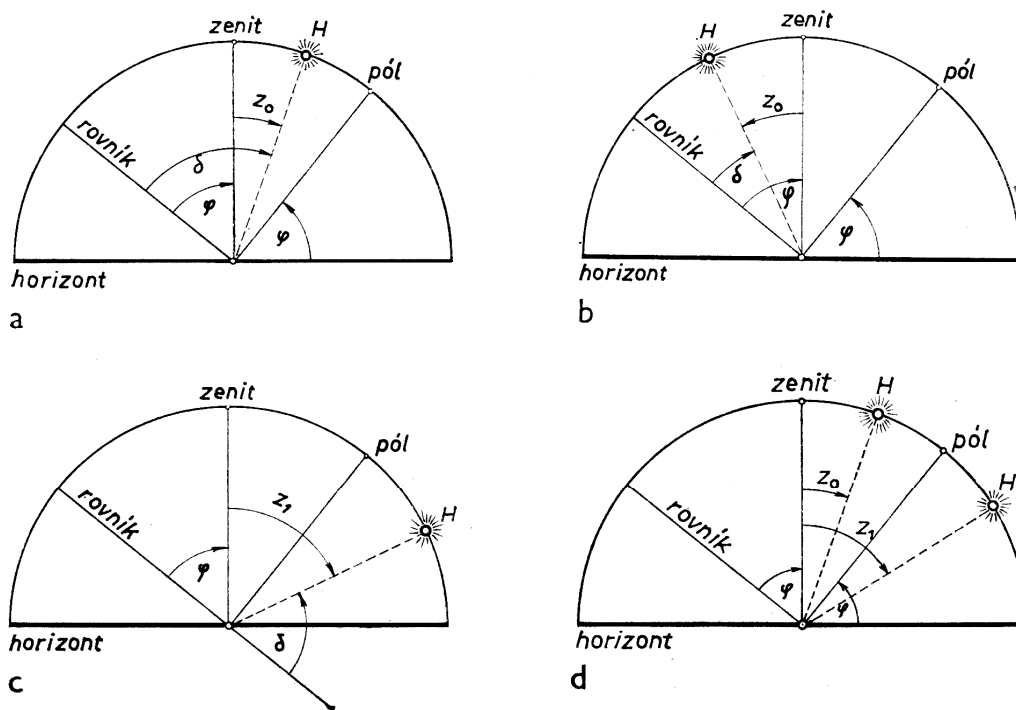 zenit
H
pól
z₀
rovník
δ
φ
φ
horizont
a
zenit
H
pól
z₀
rovník
δ
φ
φ
horizont
b
zenit
pól
z₁
H
rovník
φ
δ
horizont
c
zenit
H
pól
H
z₀
z₁
rovník
φ
φ
horizont
d